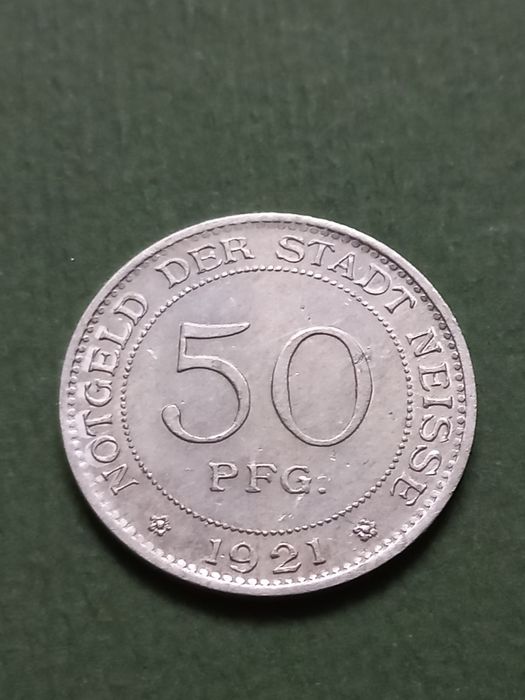 NOTGELD DER STADT NEISSE
50
PFG.
1921